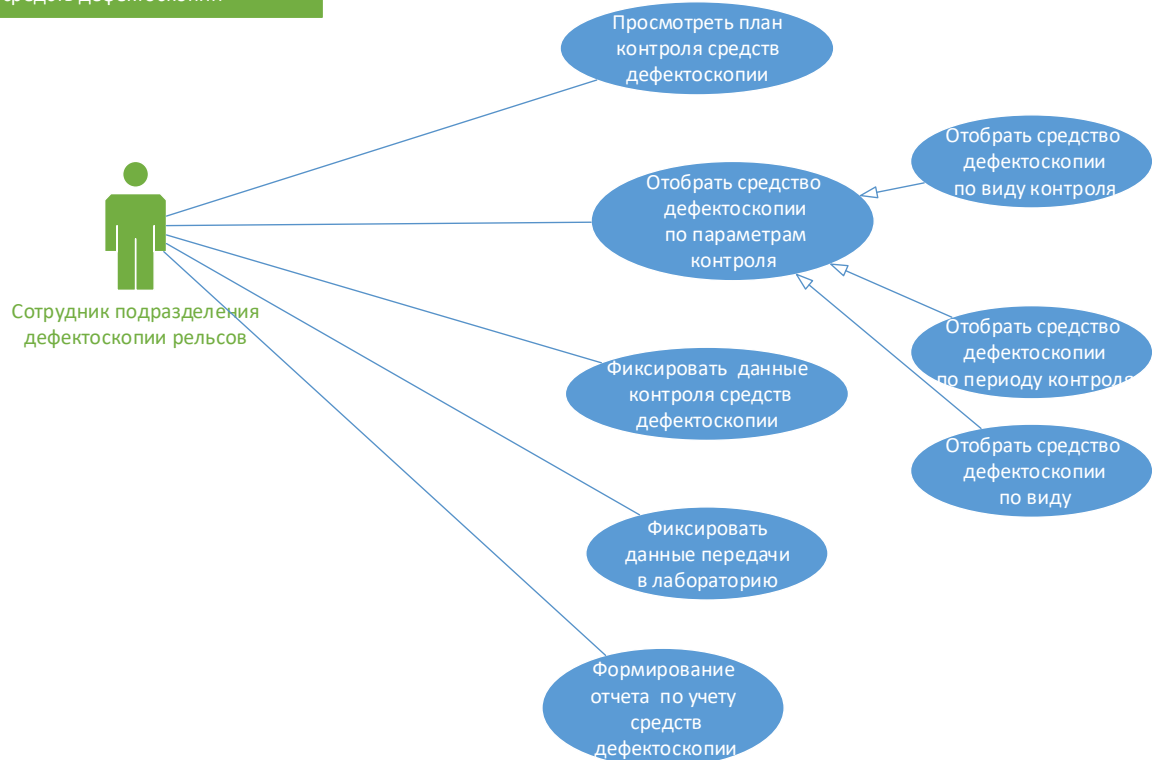 средств дефектоскопии
Просмотреть план
контроля средств
дефектоскопии
Отобрать средство
дефектоскопии
по виду контроля
Отобрать средство
дефектоскопии
по параметрам
контроля
Сотрудник подразделения
дефектоскопии рельсов
Отобрать средство
дефектоскопии
по периоду контроля
Фиксировать данные
контроля средств
дефектоскопии
Отобрать средство
дефектоскопии
по виду
Фиксировать
данные передачи
в лабораторию
Формирование
отчета по учету
средств
дефектоскопии